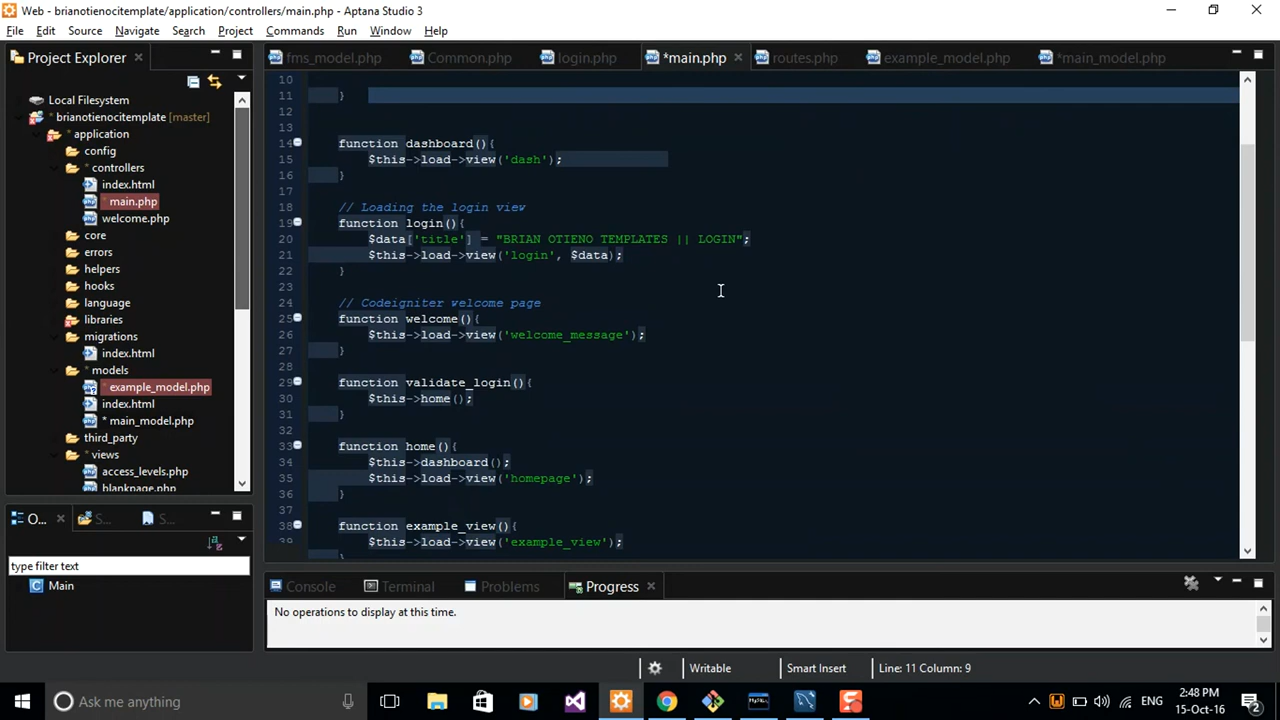 Web - brianotienocitemplate/application/controllers/main.php - Aptana Studio 3
File Edit Source Navigate Search Project Commands Run Window Help
Project Explorer
fms_model.php Common.php login.php *main.php routes.php example_model.php *main_model.php
Local Filesystem
brianotienocitemplate [master]
application
config
* controllers
index.html
* main.php
welcome.php
core
errors
helpers
hooks
language
libraries
migrations
index.html
* models
example_model.php
index.html
* main_model.php
third_party
* views
access_levels.php
blankpage.php
10
11 }
12
13
14 function dashboard(){
15 $this->load->view('dash');
16 }
17
18 // Loading the login view
19 function login(){
20 $data['title'] = "BRIAN OTIENO TEMPLATES || LOGIN";
21 $this->load->view('login', $data);
22 }
23
24 // Codeigniter welcome page
25 function welcome(){
26 $this->load->view('welcome_message');
27 }
28
29 function validate_login(){
30 $this->home();
31 }
32
33 function home(){
34 $this->dashboard();
35 $this->load->view('homepage');
36 }
37
38 function example_view(){
39 $this->load->view('example_view');
}
O... S... S...
type filter text
Main
Console Terminal Problems Progress
No operations to display at this time.
Writable Smart Insert Line: 11 Column: 9
Ask me anything
ENG
2:48 PM
15-Oct-16
2